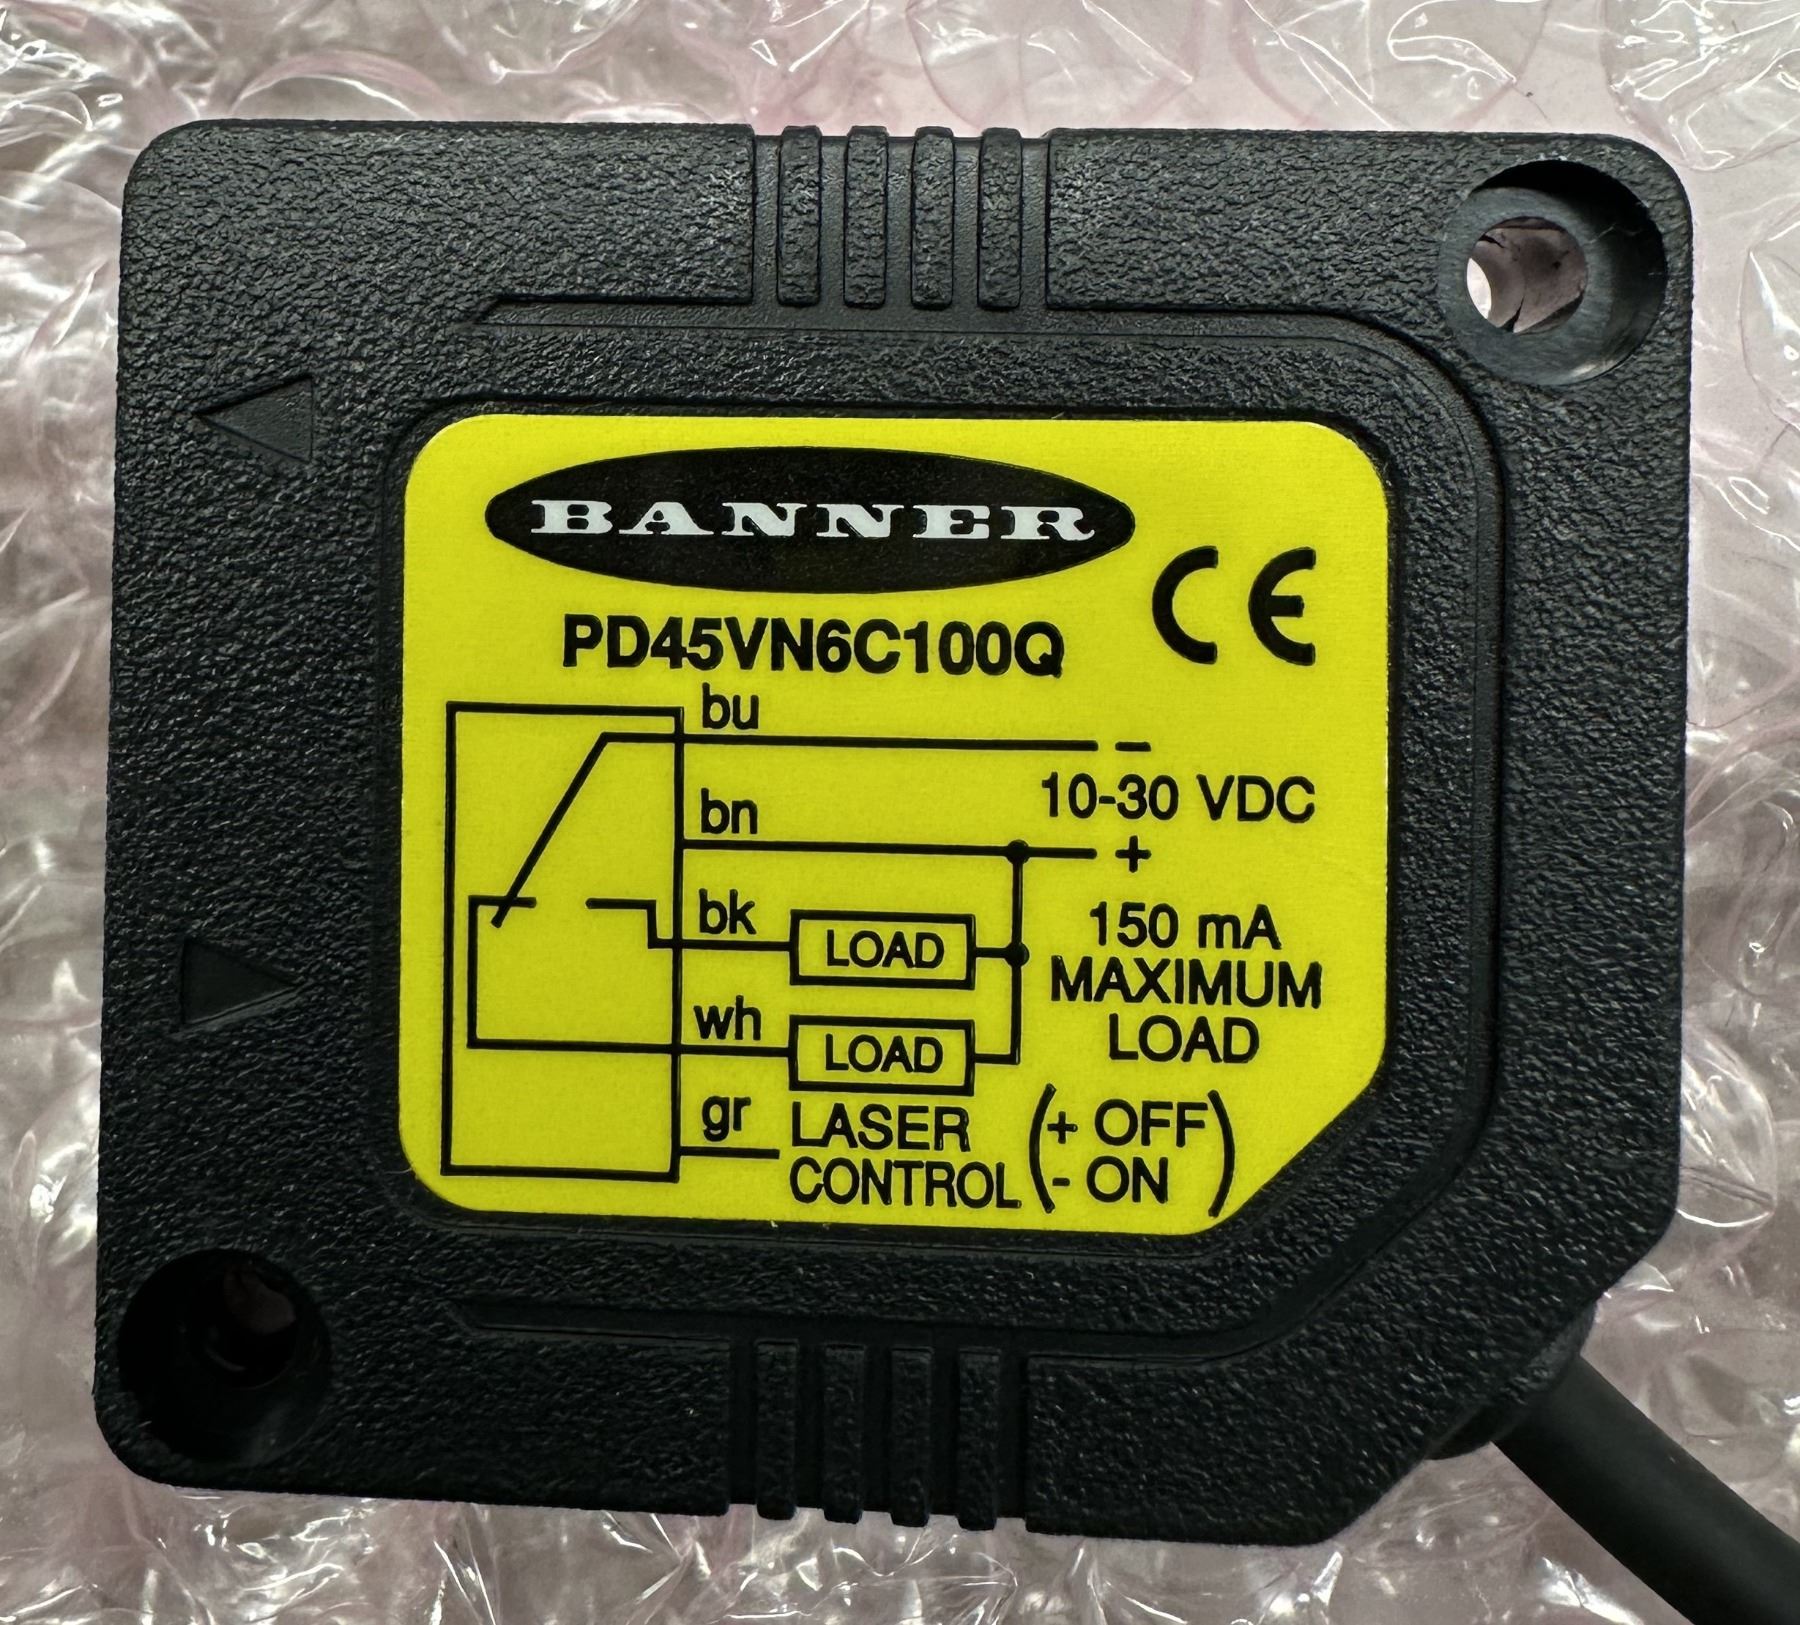 BANNER
CE
PD45VN6C100Q
bu
-
10-30 VDC
bn
+
bk
LOAD
150 mA
MAXIMUM
LOAD
wh
LOAD
gr
LASER
CONTROL
(+ OFF)
(- ON)